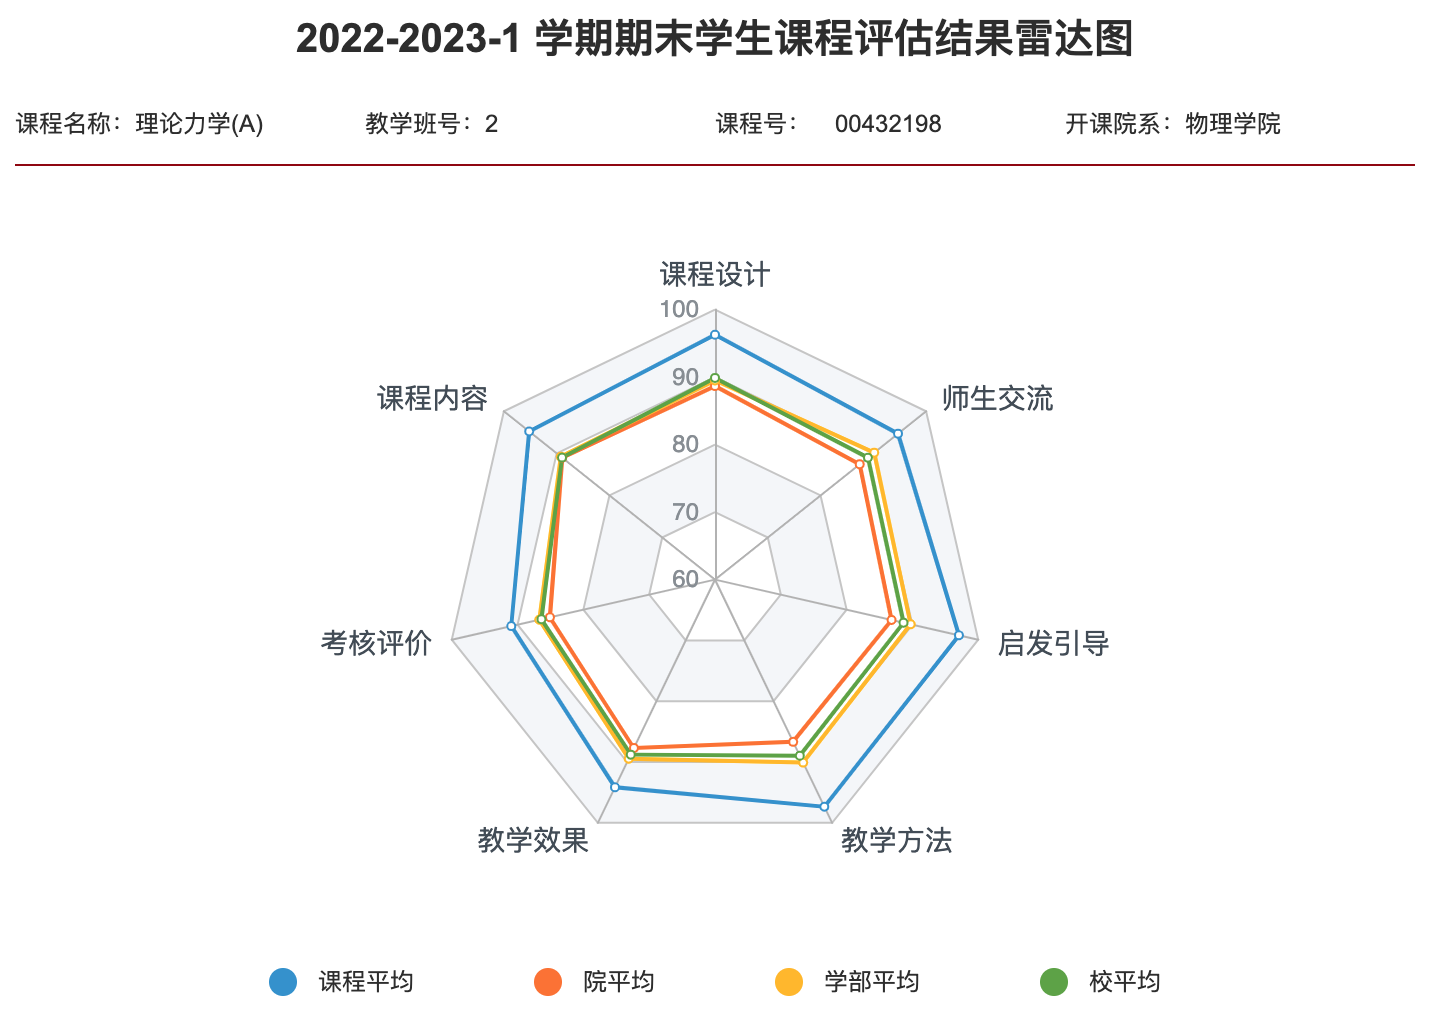 2022-2023-1 学期期末学生课程评估结果雷达图
课程名称：理论力学(A) 教学班号：2 课程号： 00432198 开课院系：物理学院
课程设计
100
课程内容 师生交流
90
80
70
60
考核评价 启发引导
教学效果 教学方法
课程平均 院平均 学部平均 校平均